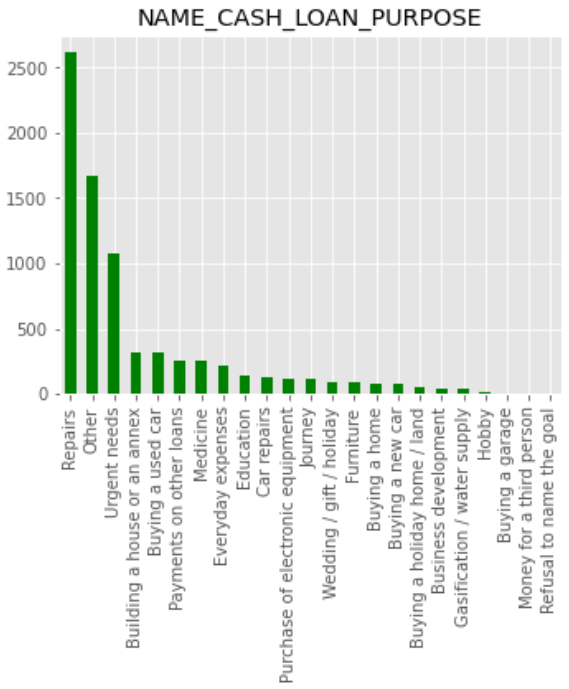 NAME_CASH_LOAN_PURPOSE
2500
2000
1500
1000
500
0
Repairs
Other
Urgent needs
Building a house or an annex
Buying a used car
Payments on other loans
Medicine
Everyday expenses
Education
Car repairs
Purchase of electronic equipment
Journey
Wedding / gift / holiday
Furniture
Buying a home
Buying a new car
Buying a holiday home / land
Business development
Gasification / water supply
Hobby
Buying a garage
Money for a third person
Refusal to name the goal